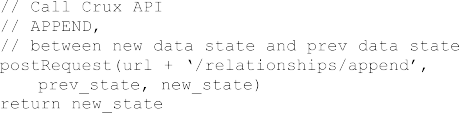 // Call Crux API
// APPEND,
// between new data state and prev data state
postRequest(url + ‘/relationships/append’,
    prev_state, new_state)
return new_state